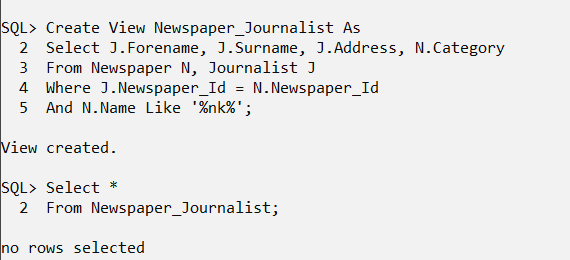 SQL> Create View Newspaper_Journalist As
  2  Select J.Forename, J.Surname, J.Address, N.Category
  3  From Newspaper N, Journalist J
  4  Where J.Newspaper_Id = N.Newspaper_Id
  5  And N.Name Like '%nk%';
View created.
SQL> Select *
  2  From Newspaper_Journalist;
no rows selected